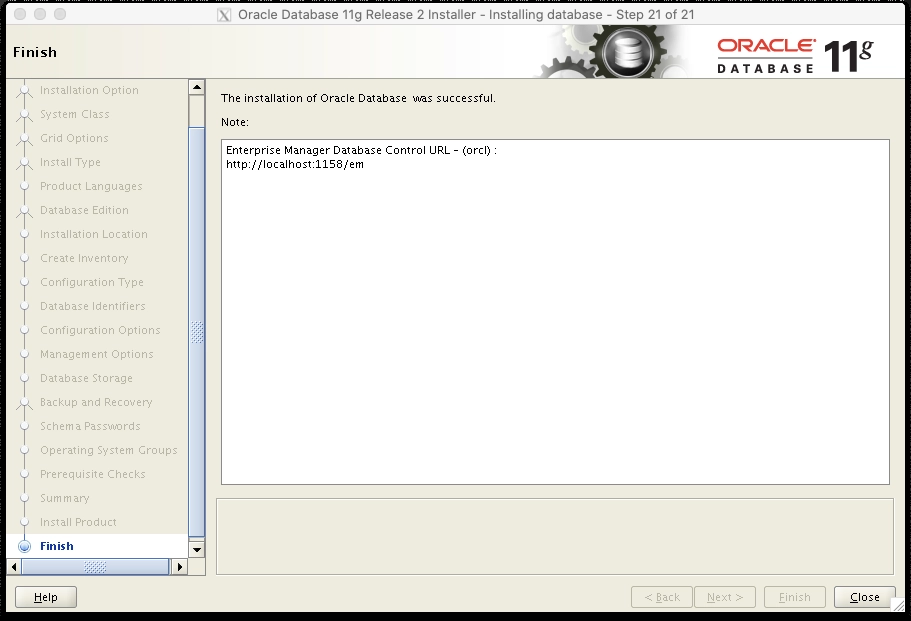 Oracle Database 11g Release 2 Installer - Installing database - Step 21 of 21
Finish
ORACLE
DATABASE
11g
Installation Option
System Class
Grid Options
Install Type
Product Languages
Database Edition
Installation Location
Create Inventory
Configuration Type
Database Identifiers
Configuration Options
Management Options
Database Storage
Backup and Recovery
Schema Passwords
Operating System Groups
Prerequisite Checks
Summary
Install Product
Finish
The installation of Oracle Database was successful.
Note:
Enterprise Manager Database Control URL - (orcl) :
http://localhost:1158/em
Help
< Back
Next >
Finish
Close